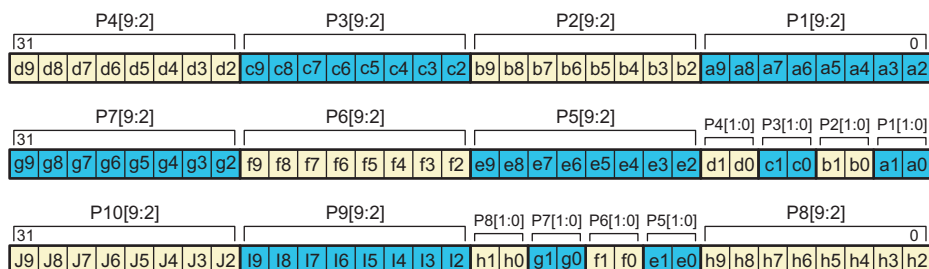 P4[9:2] P3[9:2] P2[9:2] P1[9:2]
31 0
d9 d8 d7 d6 d5 d4 d3 d2 c9 c8 c7 c6 c5 c4 c3 c2 b9 b8 b7 b6 b5 b4 b3 b2 a9 a8 a7 a6 a5 a4 a3 a2
P7[9:2] P6[9:2] P5[9:2] P4[1:0] P3[1:0] P2[1:0] P1[1:0]
31
g9 g8 g7 g6 g5 g4 g3 g2 f9 f8 f7 f6 f5 f4 f3 f2 e9 e8 e7 e6 e5 e4 e3 e2 d1 d0 c1 c0 b1 b0 a1 a0
P10[9:2] P9[9:2] P8[1:0] P7[1:0] P6[1:0] P5[1:0] P8[9:2]
31 0
J9 J8 J7 J6 J5 J4 J3 J2 I9 I8 I7 I6 I5 I4 I3 I2 h1 h0 g1 g0 f1 f0 e1 e0 h9 h8 h7 h6 h5 h4 h3 h2